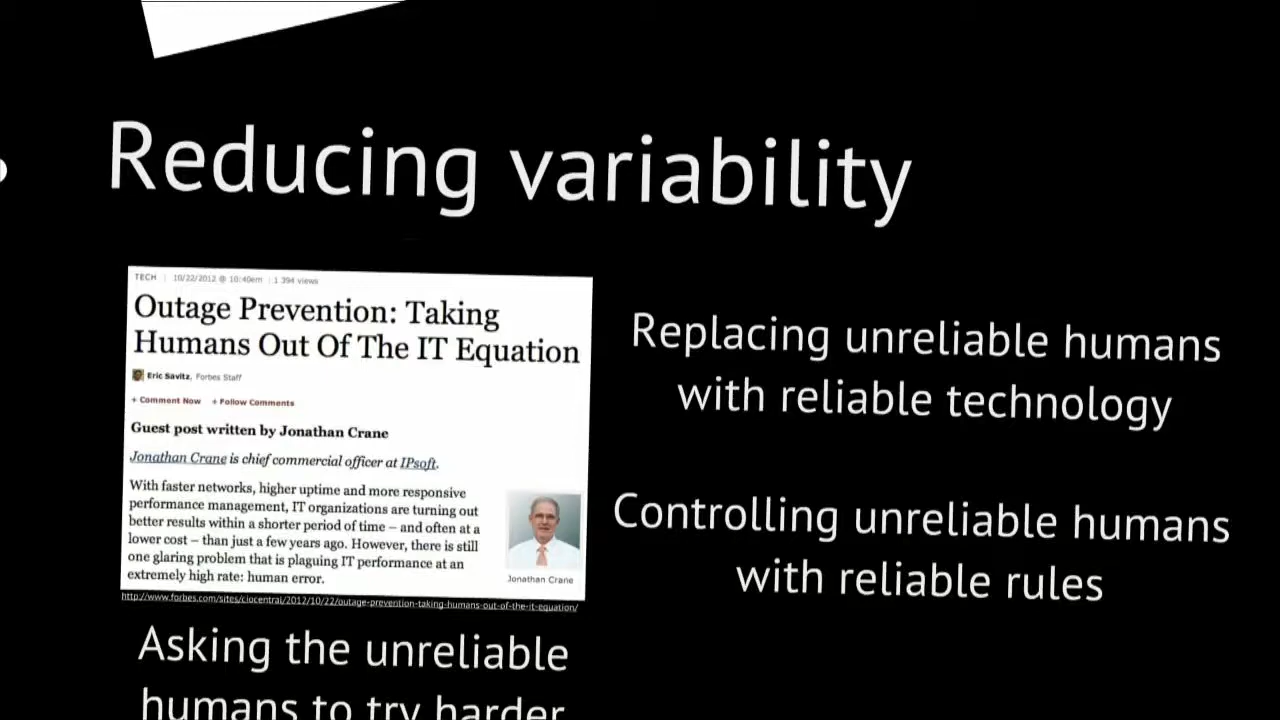 Reducing variability
TECH | 10/22/2012 @ 10:40am | 1 394 views
Outage Prevention: Taking
Humans Out Of The IT Equation
Eric Savitz, Forbes Staff
+ Comment Now + Follow Comments
Guest post written by Jonathan Crane
Jonathan Crane is chief commercial officer at IPsoft.
With faster networks, higher uptime and more responsive
performance management, IT organizations are turning out
better results within a shorter period of time – and often at a
lower cost – than just a few years ago. However, there is still
one glaring problem that is plaguing IT performance at an
extremely high rate: human error.
Jonathan Crane
http://www.forbes.com/sites/ciocentral/2012/10/22/outage-prevention-taking-humans-out-of-the-it-equation/
Replacing unreliable humans
with reliable technology
Controlling unreliable humans
with reliable rules
Asking the unreliable
humans to try harder